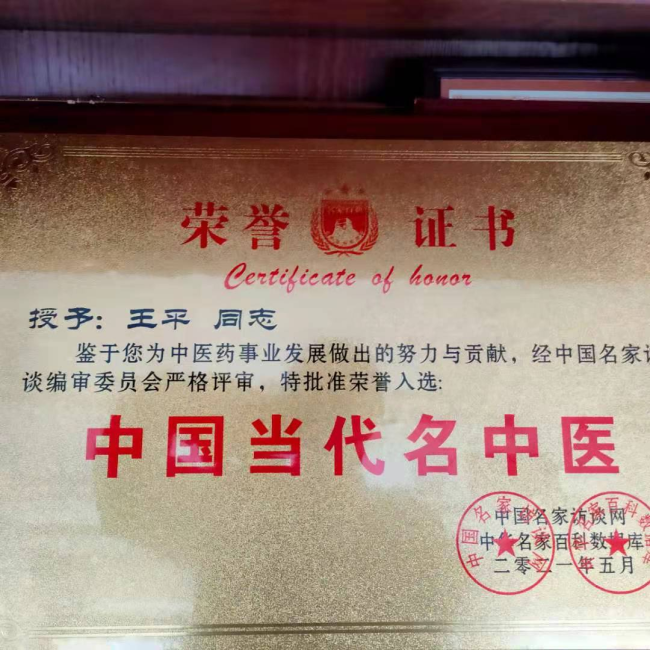 荣誉证书
Certificate of honor
授予: 王平 同志
鉴于您为中医药事业发展做出的努力与贡献, 经中国名家访
谈编审委员会严格评审, 特批准荣誉入选:
中国当代名中医
中国名家访谈网
中华名家百科数据库
二零二一年五月